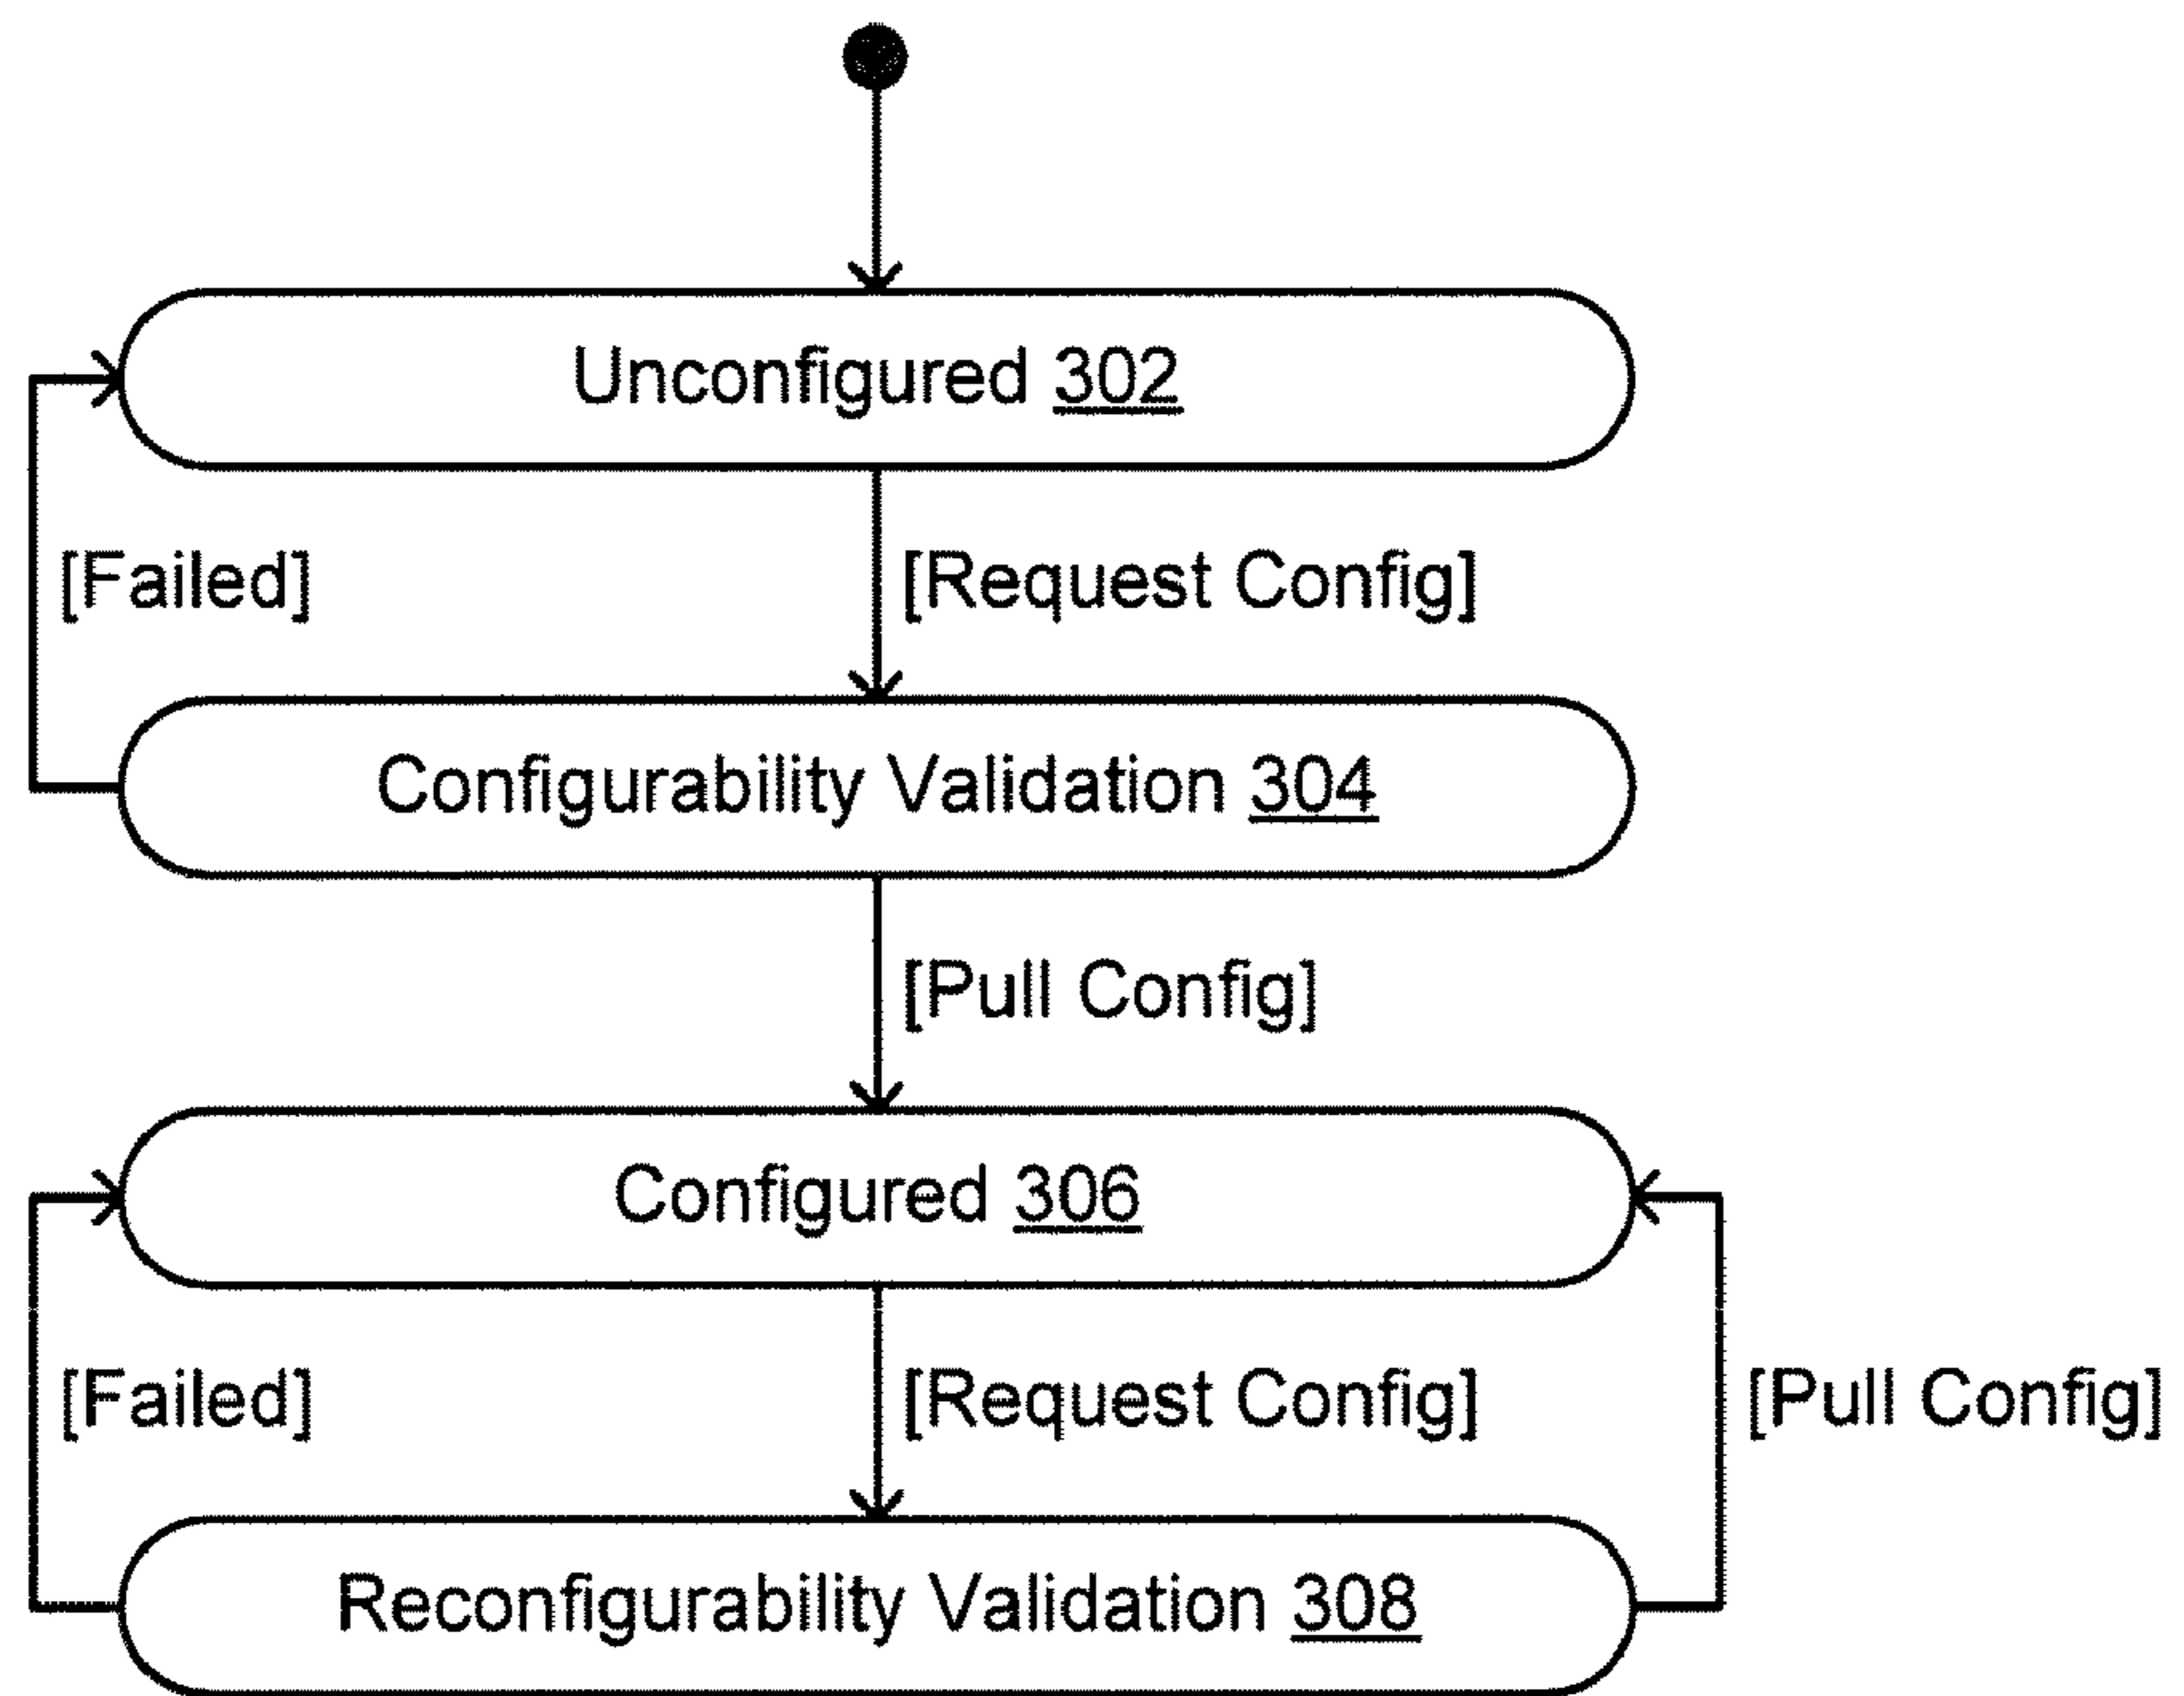 Unconfigured 302
[Failed]
[Request Config]
Configurability Validation 304
[Pull Config]
Configured 306
[Failed]
[Request Config]
[Pull Config]
Reconfigurability Validation 308